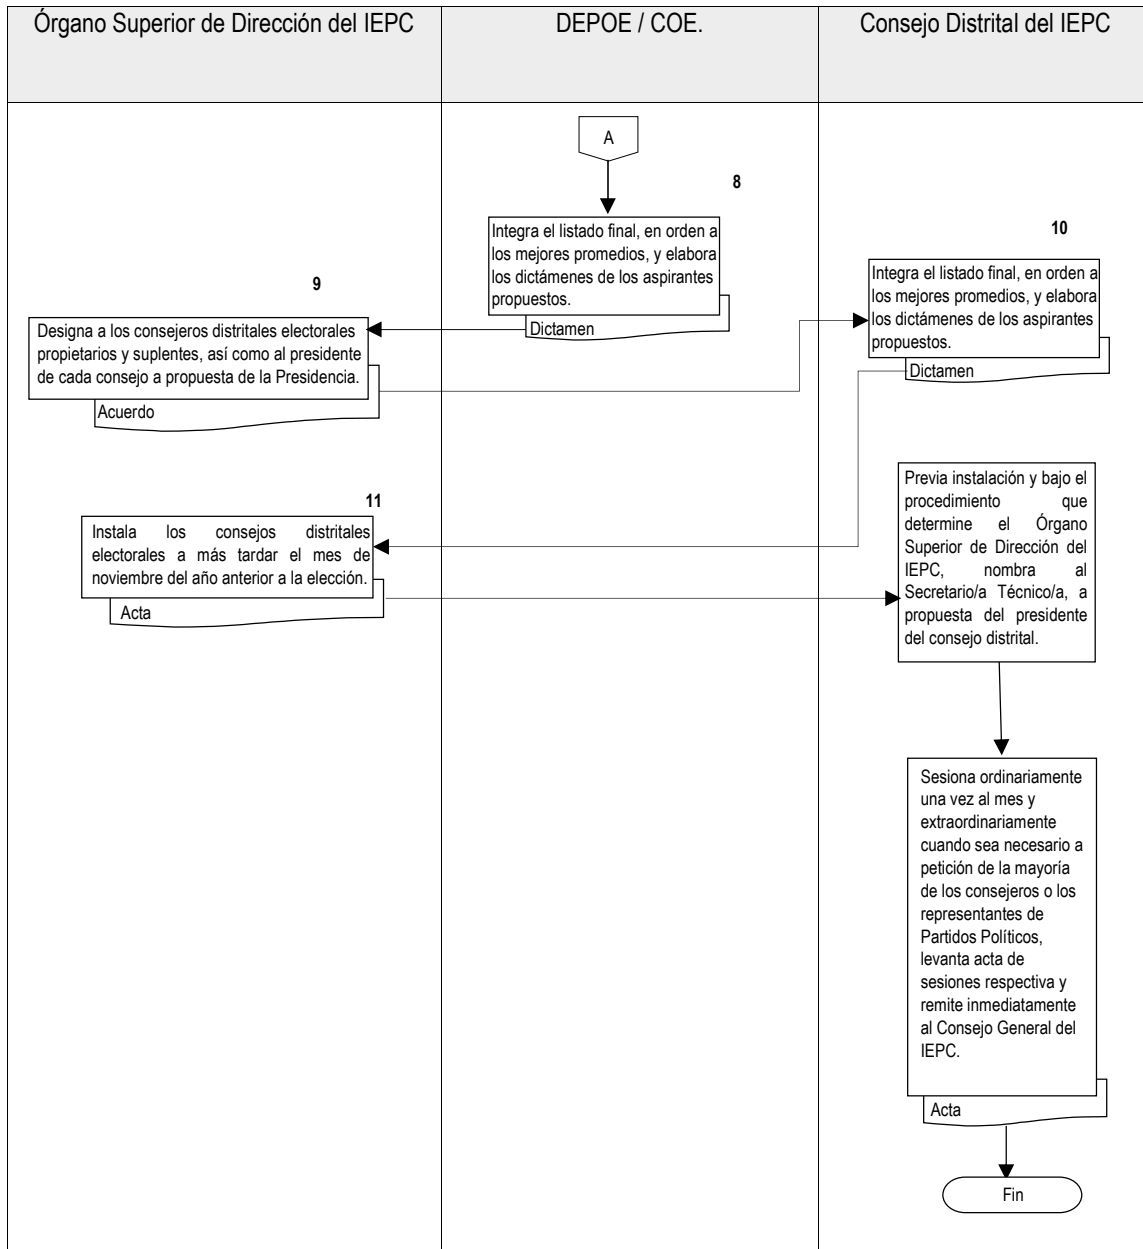 Órgano Superior de Dirección del IEPC
DEPOE / COE.
Consejo Distrital del IEPC
A
8
Integra el listado final, en orden a
los mejores promedios, y elabora
los dictámenes de los aspirantes
propuestos.
Dictamen
9
Designa a los consejeros distritales electorales
propietarios y suplentes, así como al presidente
de cada consejo a propuesta de la Presidencia.
Acuerdo
10
Integra el listado final, en orden a
los mejores promedios, y elabora
los dictámenes de los aspirantes
propuestos.
Dictamen
11
Instala los consejos distritales
electorales a más tardar el mes de
noviembre del año anterior a la elección.
Acta
Previa instalación y bajo el
procedimiento que
determine el Órgano
Superior de Dirección del
IEPC, nombra al
Secretario/a Técnico/a, a
propuesta del presidente
del consejo distrital.
Sesiona ordinariamente
una vez al mes y
extraordinariamente
cuando sea necesario a
petición de la mayoría
de los consejeros o los
representantes de
Partidos Políticos,
levanta acta de
sesiones respectiva y
remite inmediatamente
al Consejo General del
IEPC.
Acta
Fin